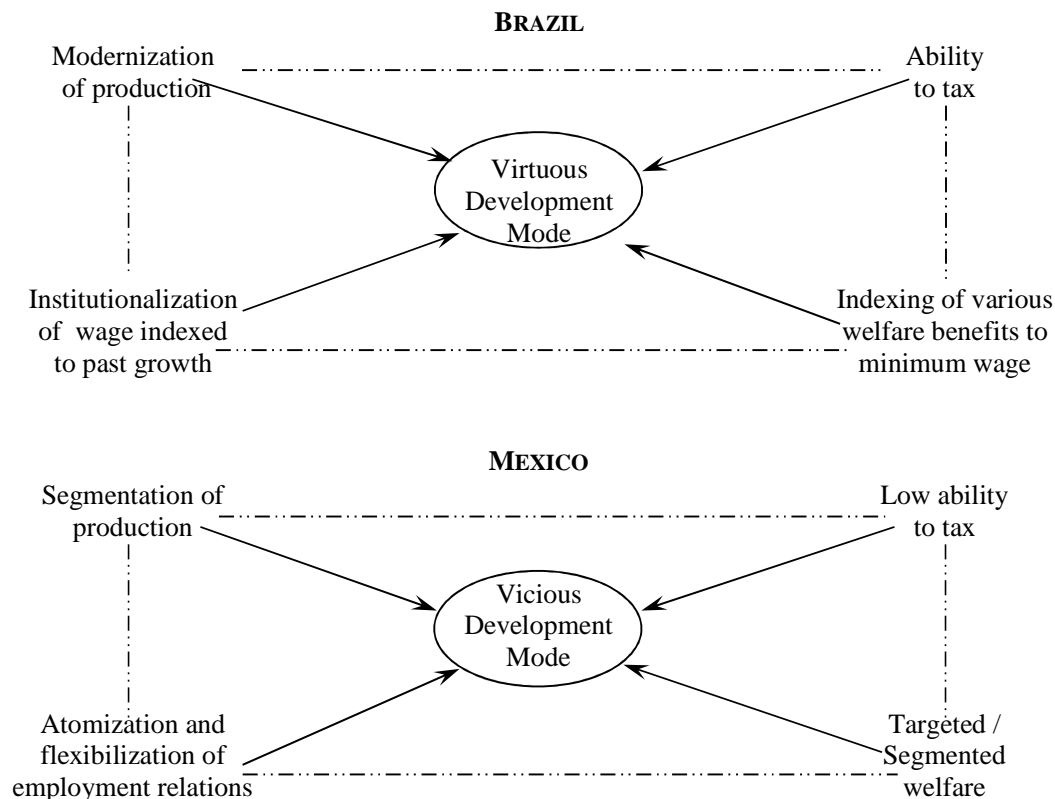 BRAZIL
Modernization
of production
Ability
to tax
Virtuous
Development
Mode
Institutionalization
of wage indexed
to past growth
Indexing of various
welfare benefits to
minimum wage
MEXICO
Segmentation of
production
Low ability
to tax
Vicious
Development
Mode
Atomization and
flexibilization of
employment relations
Targeted /
Segmented
welfare